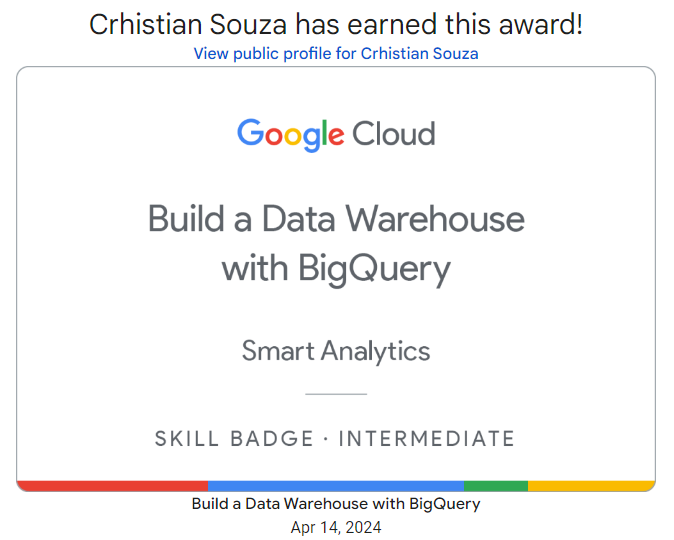 Crhistian Souza has earned this award!
View public profile for Crhistian Souza
Google Cloud
Build a Data Warehouse
with BigQuery
Smart Analytics
SKILL BADGE · INTERMEDIATE
Build a Data Warehouse with BigQuery
Apr 14, 2024